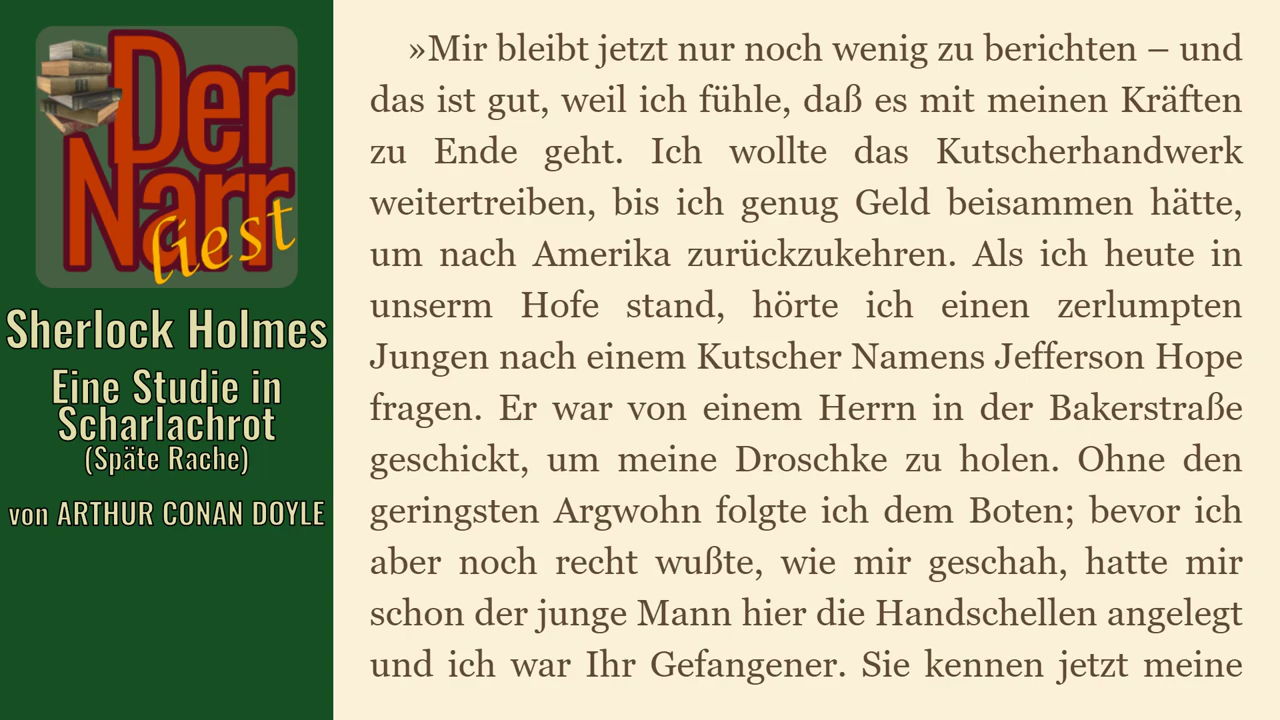 Der
Narr
liest
Sherlock Holmes
Eine Studie in
Scharlachrot
(Späte Rache)
von ARTHUR CONAN DOYLE
»Mir bleibt jetzt nur noch wenig zu berichten – und
das ist gut, weil ich fühle, daß es mit meinen Kräften
zu Ende geht. Ich wollte das Kutscherhandwerk
weitertreiben, bis ich genug Geld beisammen hätte,
um nach Amerika zurückzukehren. Als ich heute in
unserm Hofe stand, hörte ich einen zerlumpten
Jungen nach einem Kutscher Namens Jefferson Hope
fragen. Er war von einem Herrn in der Bakerstraße
geschickt, um meine Droschke zu holen. Ohne den
geringsten Argwohn folgte ich dem Boten; bevor ich
aber noch recht wußte, wie mir geschah, hatte mir
schon der junge Mann hier die Handschellen angelegt
und ich war Ihr Gefangener. Sie kennen jetzt meine